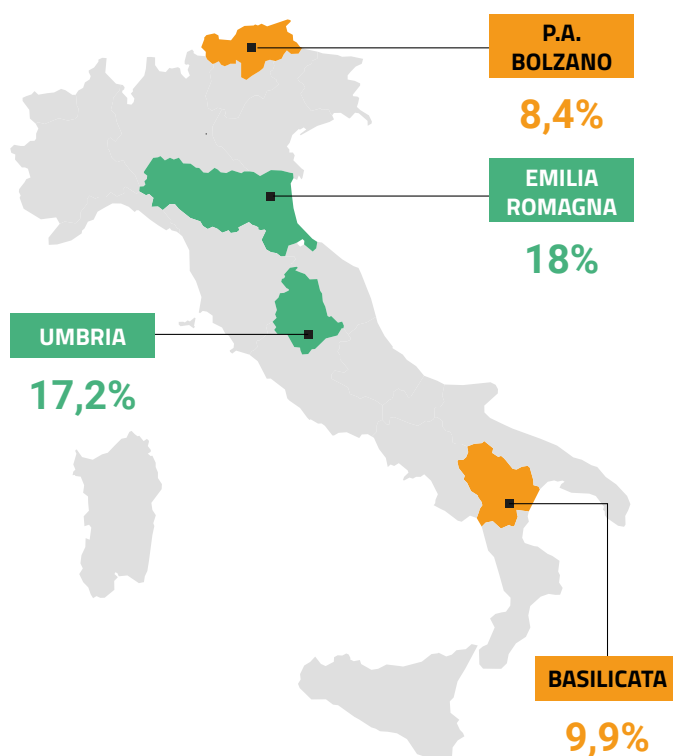 P.A.
BOLZANO
8,4%
EMILIA
ROMAGNA
18%
UMBRIA
17,2%
BASILICATA
9,9%